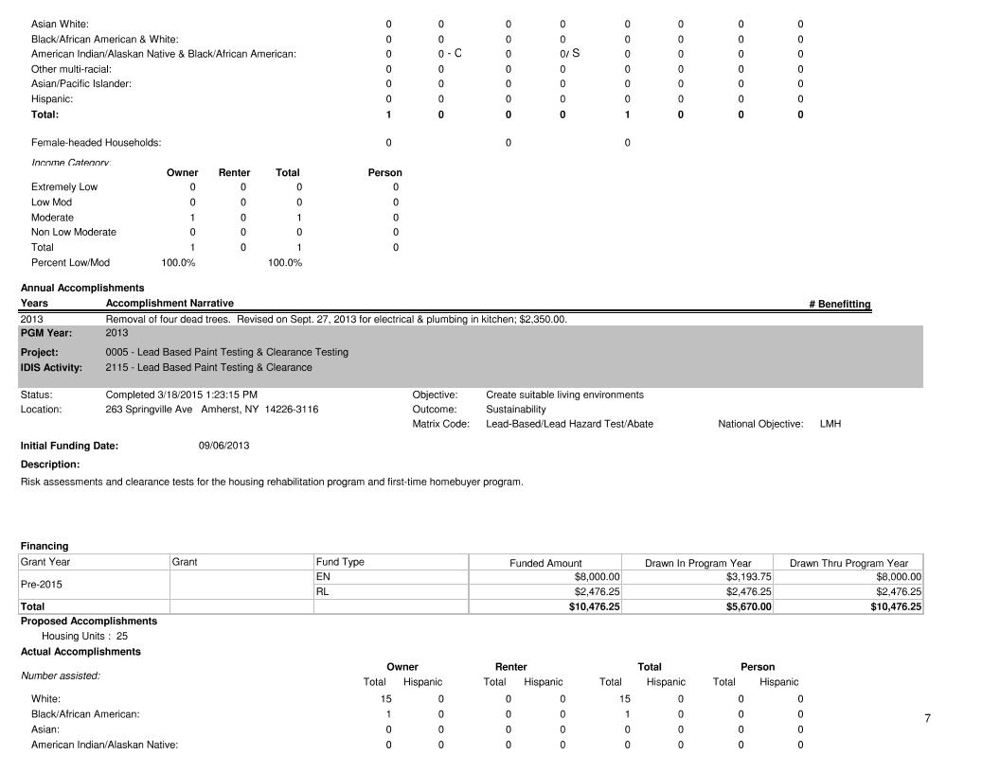 Asian White: 0 0 0 0 0 0 0 0
Black/African American & White: 0 0 0 0 0 0 0 0
American Indian/Alaskan Native & Black/African American: 0 0 - C 0 0/ S 0 0 0 0
Other multi-racial: 0 0 0 0 0 0 0 0
Asian/Pacific Islander: 0 0 0 0 0 0 0 0
Hispanic: 0 0 0 0 0 0 0 0
Total: 1 0 0 0 1 0 0 0
Female-headed Households: 0 0 0
Income Category:
Owner Renter Total Person
Extremely Low 0 0 0 0
Low Mod 0 0 0 0
Moderate 1 0 1 0
Non Low Moderate 0 0 0 0
Total 1 0 1 0
Percent Low/Mod 100.0% 100.0%
Annual Accomplishments
Years Accomplishment Narrative # Benefitting
2013 Removal of four dead trees. Revised on Sept. 27, 2013 for electrical & plumbing in kitchen; $2,350.00.
PGM Year: 2013
Project: 0005 - Lead Based Paint Testing & Clearance Testing
IDIS Activity: 2115 - Lead Based Paint Testing & Clearance
Status: Completed 3/18/2015 1:23:15 PM Objective: Create suitable living environments
Location: 263 Springville Ave Amherst, NY 14226-3116 Outcome: Sustainability
Matrix Code: Lead-Based/Lead Hazard Test/Abate National Objective: LMH
Initial Funding Date: 09/06/2013
Description:
Risk assessments and clearance tests for the housing rehabilitation program and first-time homebuyer program.
Financing
Grant Year Grant Fund Type Funded Amount Drawn In Program Year Drawn Thru Program Year
Pre-2015 EN $8,000.00 $3,193.75 $8,000.00
RL $2,476.25 $2,476.25 $2,476.25
Total $10,476.25 $5,670.00 $10,476.25
Proposed Accomplishments
Housing Units : 25
Actual Accomplishments
Owner Renter Total Person
Number assisted:
Total Hispanic Total Hispanic Total Hispanic Total Hispanic
White: 15 0 0 0 15 0 0 0
Black/African American: 1 0 0 0 1 0 0 0
Asian: 0 0 0 0 0 0 0 0
American Indian/Alaskan Native: 0 0 0 0 0 0 0 0
7